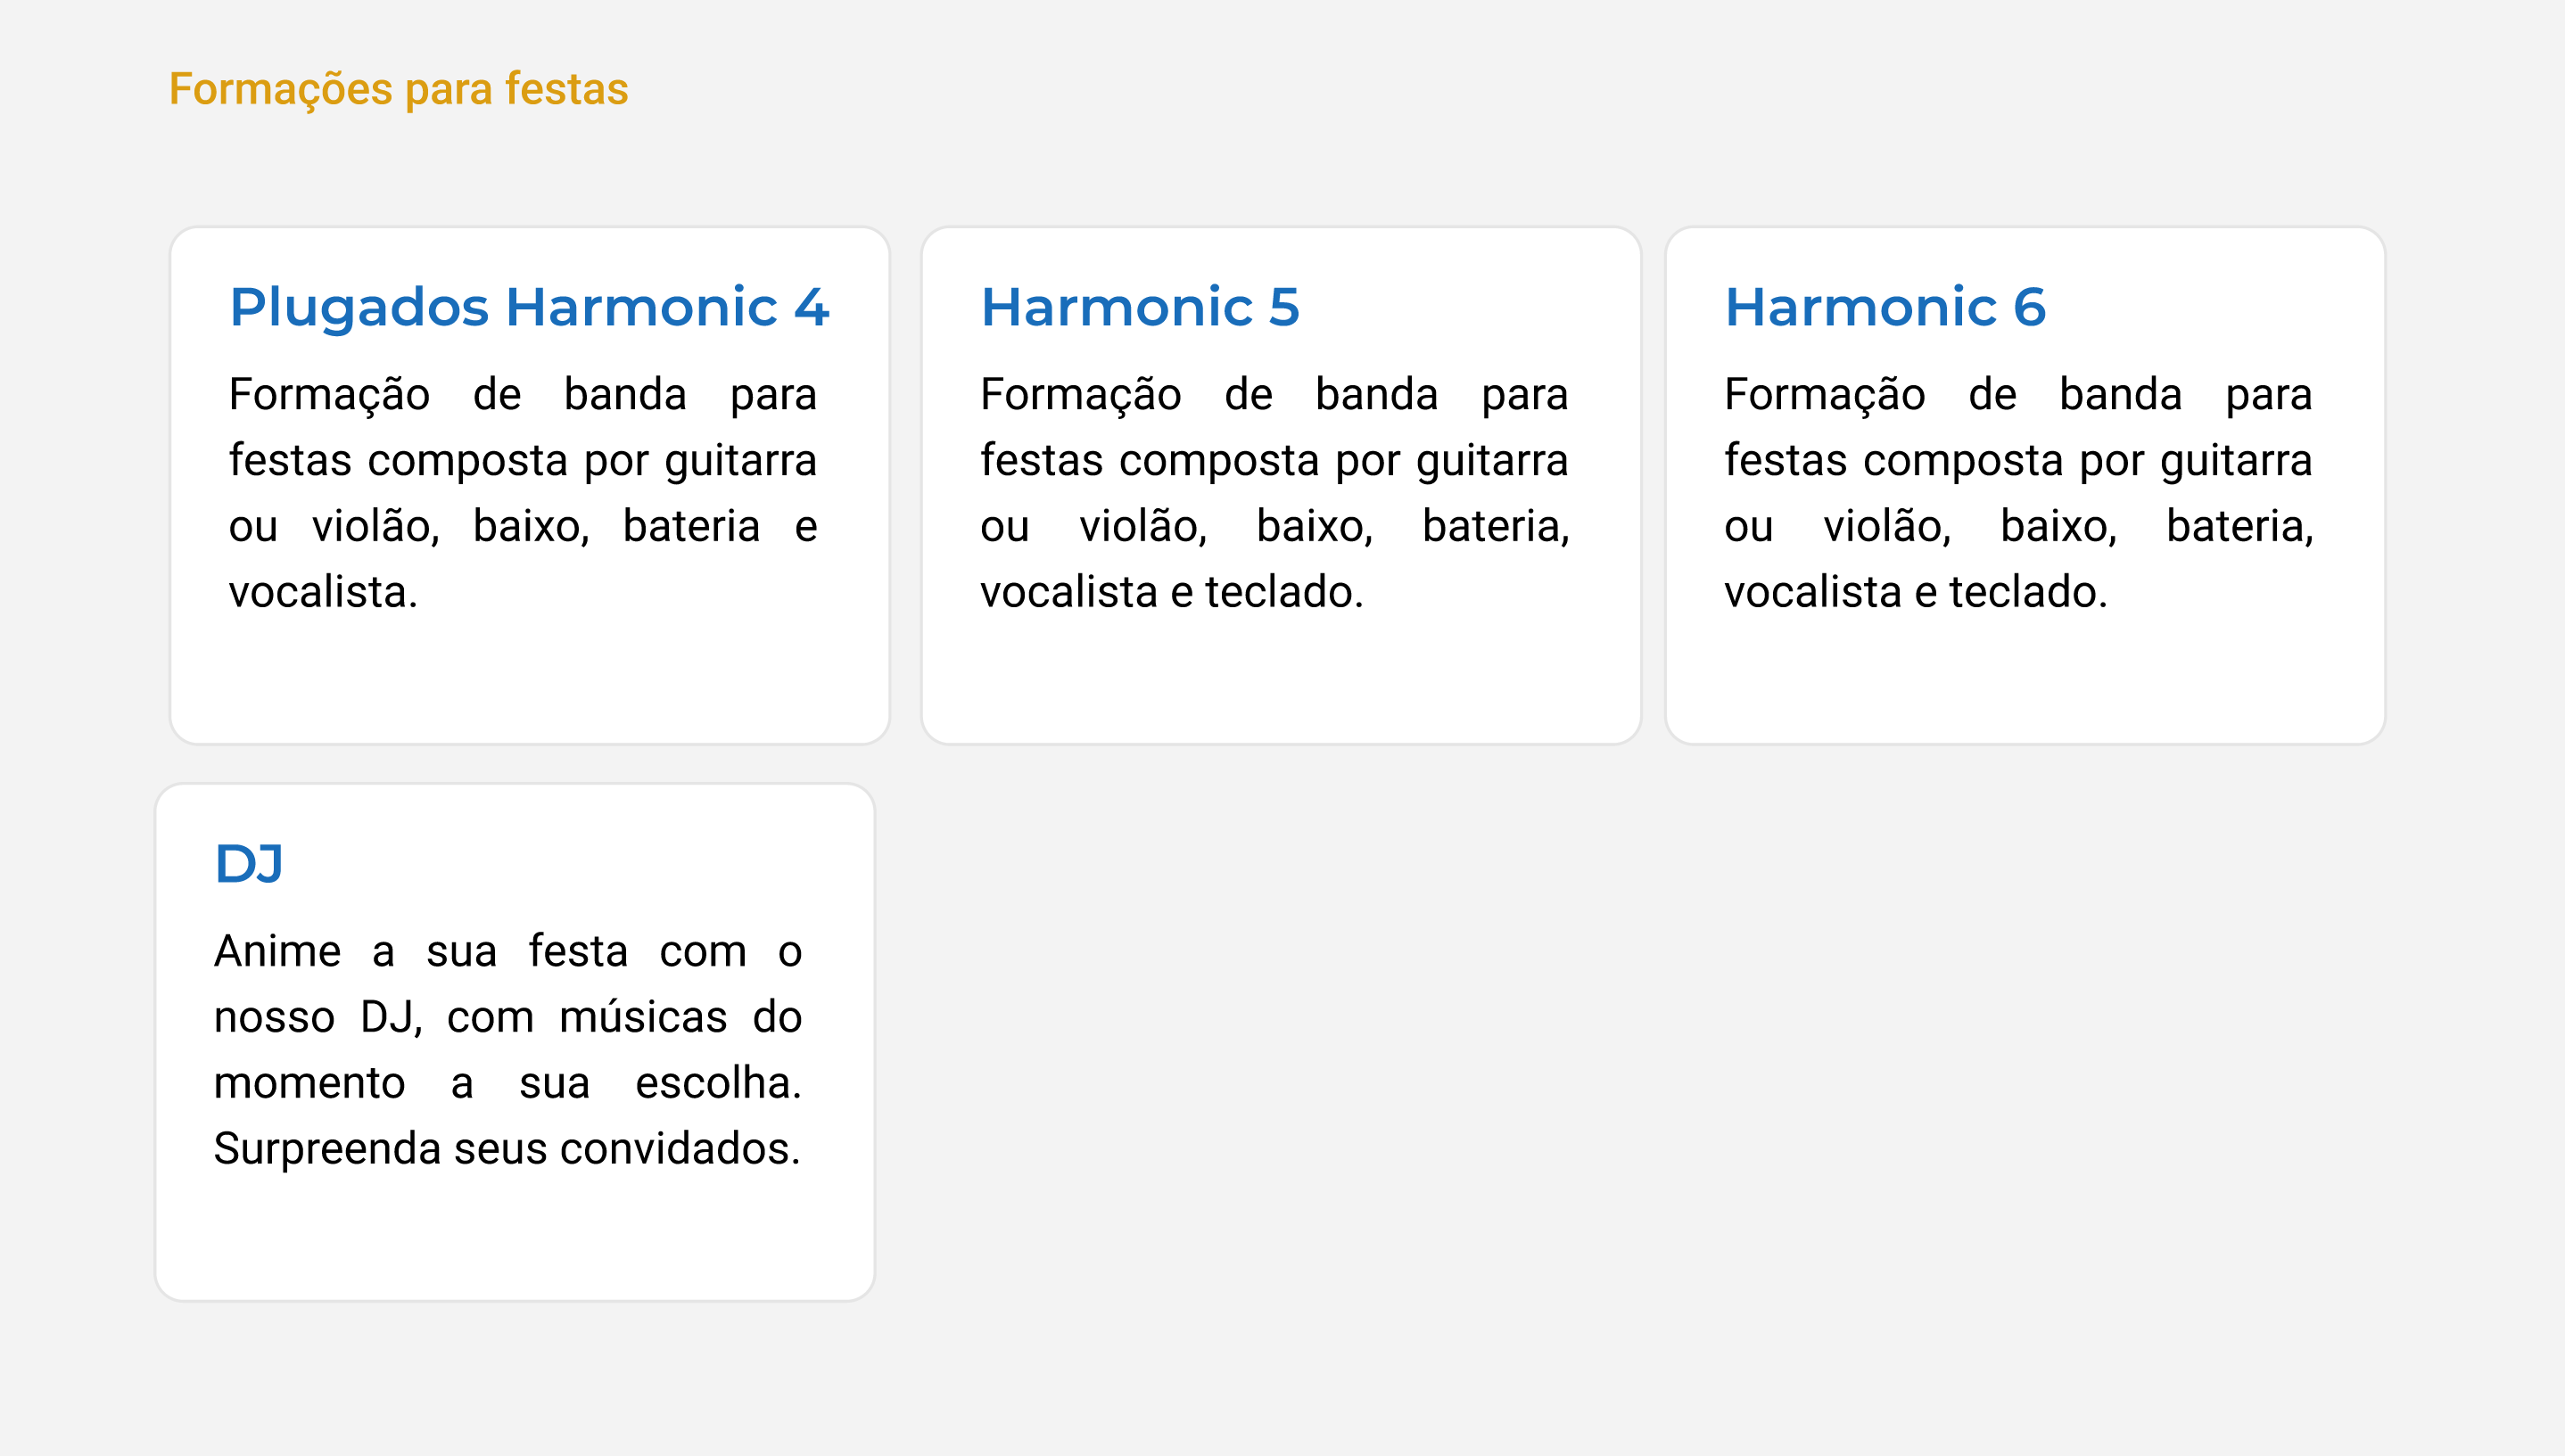 Formações para festas
Plugados Harmonic 4
Formação de banda para
festas composta por guitarra
ou violão, baixo, bateria e
vocalista.
Harmonic 5
Formação de banda para
festas composta por guitarra
ou violão, baixo, bateria,
vocalista e teclado.
Harmonic 6
Formação de banda para
festas composta por guitarra
ou violão, baixo, bateria,
vocalista e teclado.
DJ
Anime a sua festa com o
nosso DJ, com músicas do
momento a sua escolha.
Surpreenda seus convidados.